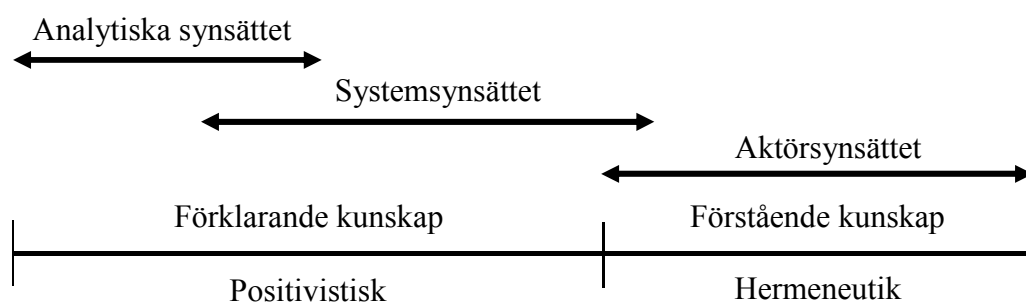 Analytiska synsättet
Systemsynsättet
Aktörsynsättet
Förklarande kunskap
Förstående kunskap
Positivistisk
Hermeneutik